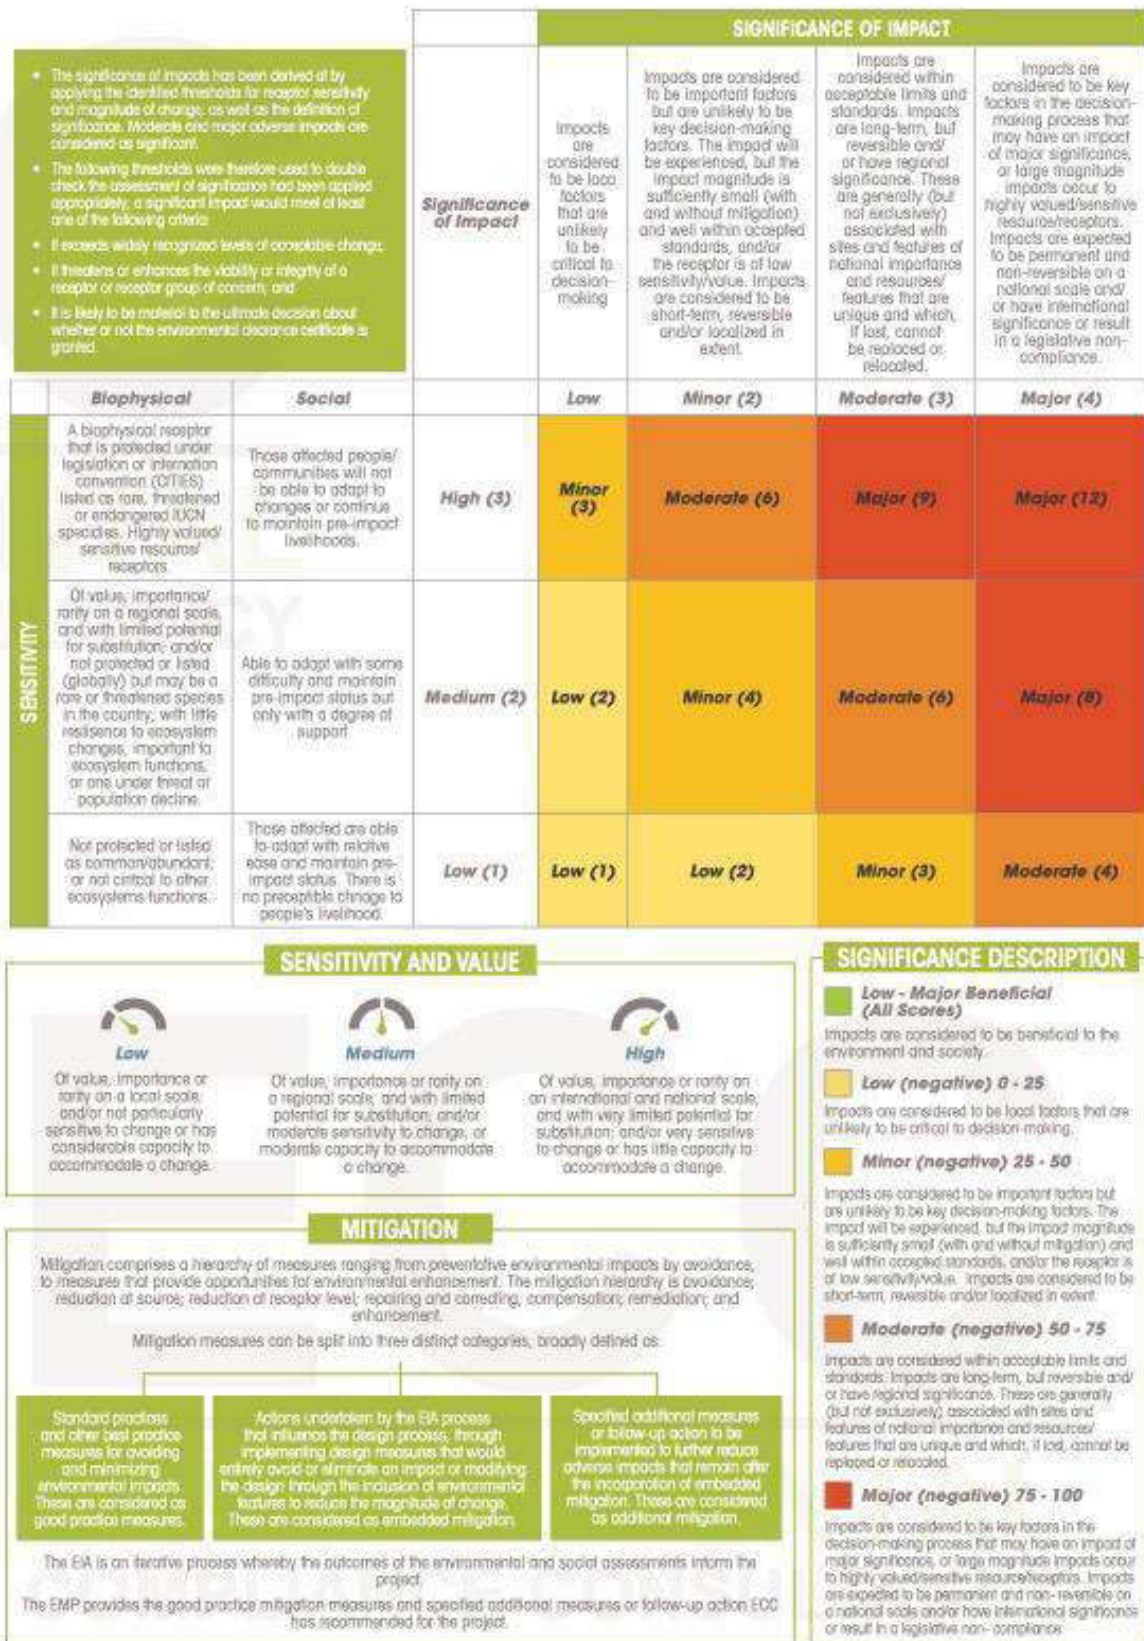 SIGNIFICANCE OF IMPACT
• The significance of impacts has been derived at by
applying the identified thresholds for receptor sensitivity
and magnitude of change, as well as the definition of
significance. Moderate and major adverse impacts are
considered as significant.
• The following thresholds were therefore used to double
check the assessment of significance had been applied
appropriately; a significant impact would meet at least
one of the following criteria:
• It exceeds widely recognized levels of acceptable change;
• It threatens or enhances the viability or integrity of a
receptor or receptor group of concern; and
• It is likely to be material to the ultimate decision about
whether or not the environmental clearance certificate is
granted.
Significance
of Impact
Impacts
are
considered
to be local
factors
that are
unlikely
to be
critical to
decision-
making
Impacts are considered
to be important factors
but are unlikely to be
key decision-making
factors. The impact will
be experienced, but the
impact magnitude is
sufficiently small (with
and without mitigation)
and well within accepted
standards, and/or
the receptor is of low
sensitivity/value. Impacts
are considered to be
short-term, reversible
and/or localized in
extent.
Impacts are
considered within
acceptable limits and
standards. Impacts
are long-term, but
reversible and/
or have regional
significance. These
are generally (but
not exclusively)
associated with
sites and features of
national importance
and resources/
features that are
unique and which,
if lost, cannot
be replaced or
relocated.
Impacts are
considered to be key
factors in the decision-
making process that
may have an impact
of major significance,
or large magnitude
impacts occur to
highly valued/sensitive
resource/receptors.
Impacts are expected
to be permanent and
non-reversible on a
national scale and/
or have international
significance or result
in a legislative non-
compliance.
Biophysical
Social
Low
Minor (2)
Moderate (3)
Major (4)
SENSITIVITY
A biophysical receptor
that is protected under
legislation or internation
convention (CITIES)
listed as rare, threatened
or endangered IUCN
specidies. Highly valued/
sensitive resource/
receptors
Those affected people/
communities will not
be able to adapt to
changes or continue
to maintain pre-impact
livelihoods.
High (3)
Minor
(3)
Moderate (6)
Major (9)
Major (12)
Of value, importance/
rarity on a regional scale,
and with limited potential
for substitution; and/or
not protected or listed
(globally) but may be a
rare or threatened species
in the country; with little
resilience to ecosystem
changes, important to
ecosystem functions,
or one under threat or
population decline.
Able to adapt with some
difficulty and maintain
pre-impact status but
only with a degree of
support
Medium (2)
Low (2)
Minor (4)
Moderate (6)
Major (8)
Not protected or listed
as common/abundant;
or not ciritcal to other
ecosystems functions.
Those affected are able
to adapt with relative
ease and maintain pre-
impact status. There is
no preceptible chnage to
people's livelihood.
Low (1)
Low (1)
Low (2)
Minor (3)
Moderate (4)
SENSITIVITY AND VALUE
Low
Of value, importance or
rarity on a local scale;
and/or not particularly
sensitive to change or has
considerable capacity to
accommodate a change.
Medium
Of value, importance or rarity on
a regional scale; and with limited
potential for substitution; and/or
moderate sensitivity to change, or
moderate capacity to accommodate
a change.
High
Of value, importance or rarity on
an international and national scale,
and with very limited potential for
substitution; and/or very sensitive
to change or has little capacity to
accommodate a change.
MITIGATION
Mitigation comprises a hierarchy of measures ranging from preventative environmental impacts by avoidance,
to measures that provide opportunities for environmental enhancement. The mitigation hierarchy is avoidance;
reduction at source; reduction at receptor level; repairing and correcting; compensation; remediation; and
enhancement.
Mitigation measures can be split into three distinct categories, broadly defined as:
Standard practices
and other best practice
measures for avoiding
and minimizing
environmental impacts.
These are considered as
good practice measures.
Actions undertaken by the EIA process
that influence the design process, through
implementing design measures that would
entirely avoid or eliminate an impact or modifying
the design through the inclusion of environmental
features to reduce the magnitude of change.
These are considered as embedded mitigation.
Specified additional measures
or follow-up action to be
implemented to further reduce
adverse impacts that remain after
the incorporation of embedded
mitigation. These are considered
as additional mitigation.
The EIA is an iterative process whereby the outcomes of the environmental and social assessments inform the
project.
The EMP provides the good practice mitigation measures and specified additional measures or follow-up action ECC
has recommended for the project.
SIGNIFICANCE DESCRIPTION
Low - Major Beneficial
(All Scores)
Impacts are considered to be beneficial to the
environment and society.
Low (negative) 0 - 25
Impacts are considered to be local factors that are
unlikely to be critical to decision-making.
Minor (negative) 25 - 50
Impacts are considered to be important factors but
are unlikely to be key decision-making factors. The
impact will be experienced, but the impact magnitude
is sufficiently small (with and without mitigation) and
well within accepted standards, and/or the receptor is
of low sensitivity/value. Impacts are considered to be
short-term, reversible and/or localized in extent.
Moderate (negative) 50 - 75
Impacts are considered within acceptable limits and
standards. Impacts are long-term, but reversible and/
or have regional significance. These are generally
(but not exclusively) associated with sites and
features of national importance and resources/
features that are unique and which, if lost, cannot be
replaced or relocated.
Major (negative) 75 - 100
Impacts are considered to be key factors in the
decision-making process that may have an impact of
major significance, or large magnitude impacts occur
to highly valued/sensitive resource/receptors. Impacts
are expected to be permanent and non- reversible on
a national scale and/or have international significance
or result in a legislative non- compliance.